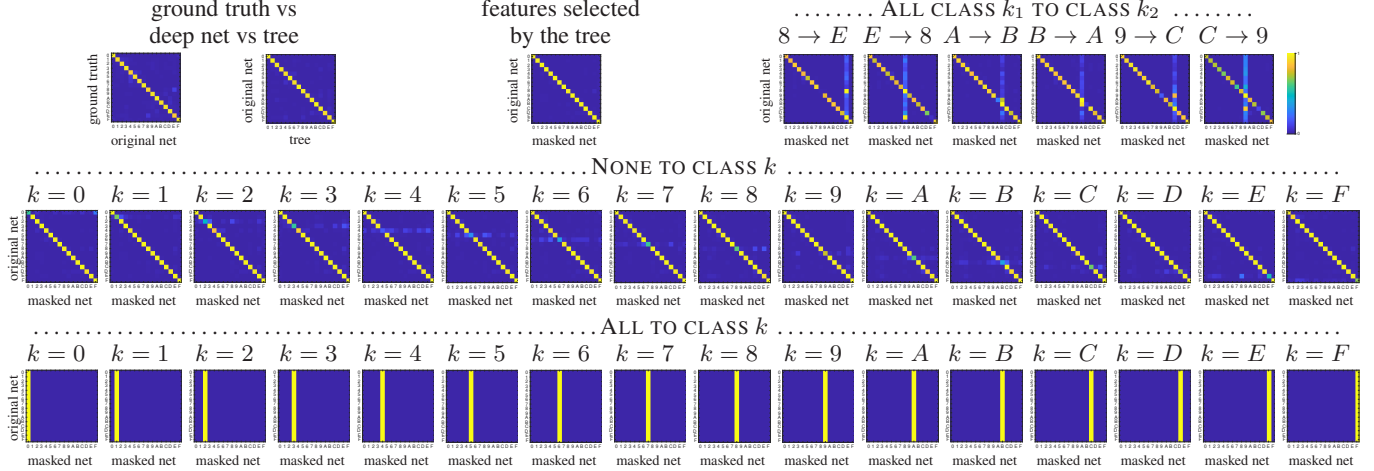 ground truth vs
deep net vs tree
features selected
by the tree
ALL CLASS k1 TO CLASS k2
8 → E E → 8 A → B B → A 9 → C C → 9
ground truth
original net
original net
tree
masked net
original net
masked net masked net masked net masked net masked net masked net
NONE TO CLASS k
k = 0 k = 1 k = 2 k = 3 k = 4 k = 5 k = 6 k = 7 k = 8 k = 9 k = A k = B k = C k = D k = E k = F
original net
masked net masked net masked net masked net masked net masked net masked net masked net masked net masked net masked net masked net masked net masked net masked net masked net
ALL TO CLASS k
k = 0 k = 1 k = 2 k = 3 k = 4 k = 5 k = 6 k = 7 k = 8 k = 9 k = A k = B k = C k = D k = E k = F
original net
masked net masked net masked net masked net masked net masked net masked net masked net masked net masked net masked net masked net masked net masked net masked net masked net